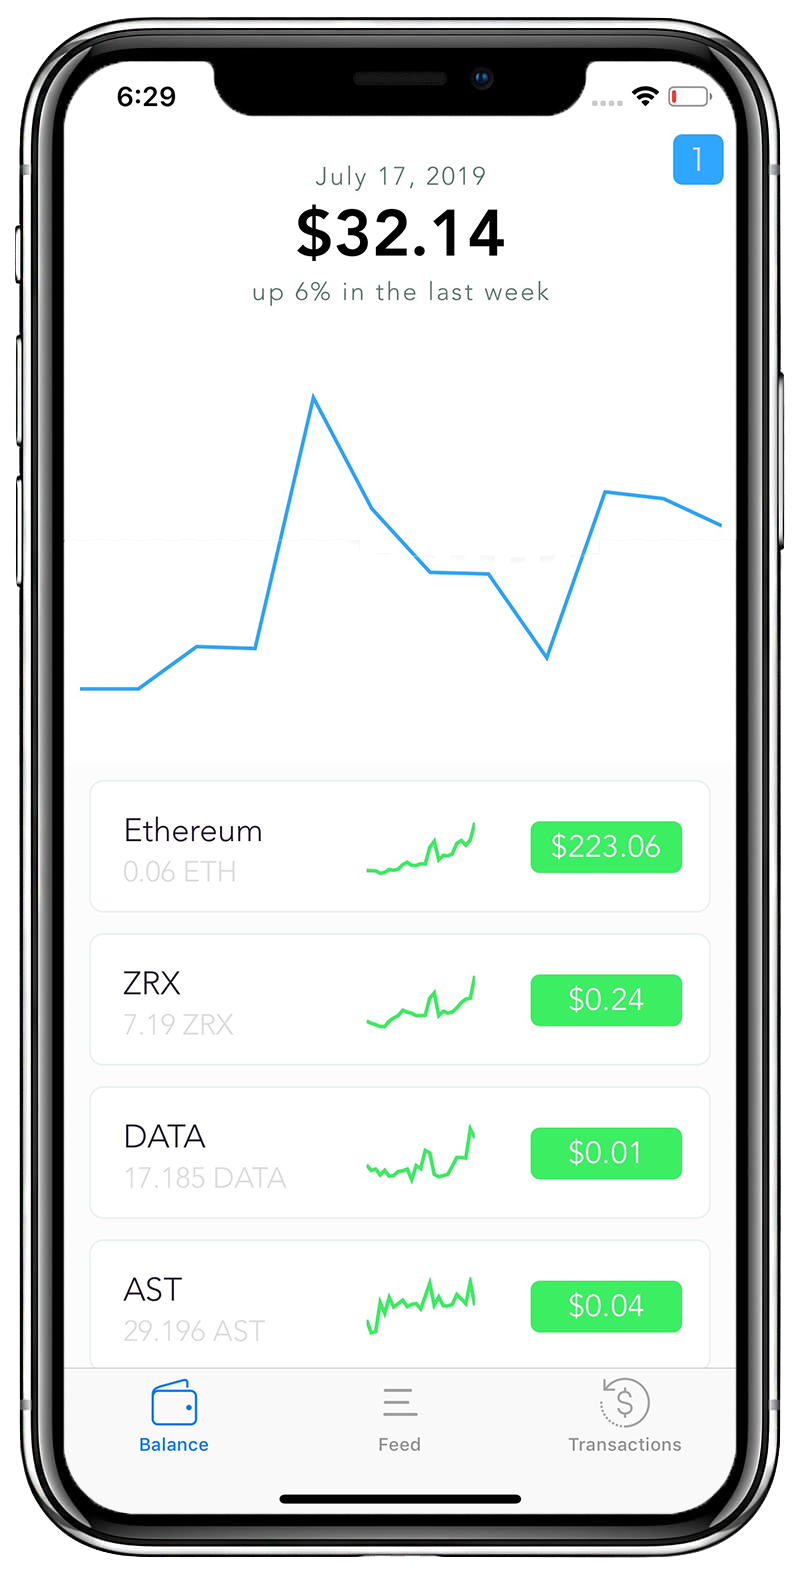 6:29
1
July 17, 2019
$32.14
up 6% in the last week
Ethereum
0.06 ETH
$223.06
ZRX
7.19 ZRX
$0.24
DATA
17.185 DATA
$0.01
AST
29.196 AST
$0.04
Balance
Feed
$
Transactions